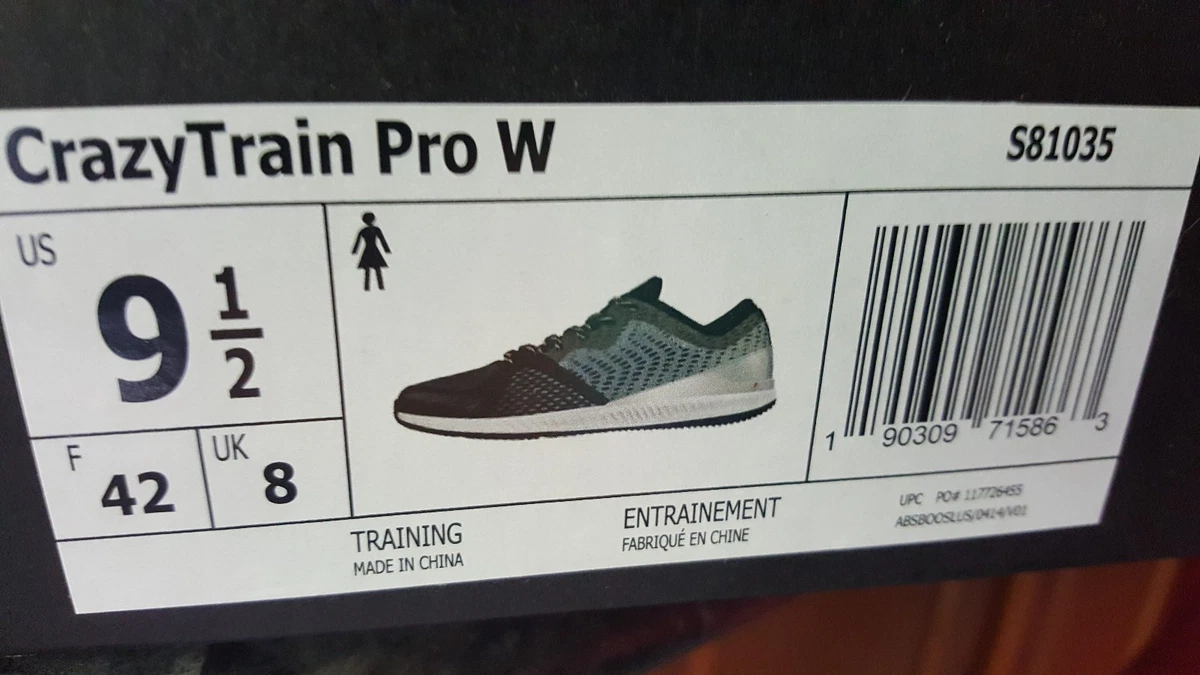 CrazyTrain Pro W
S81035
US
9 1/2
F
42
UK
8
1 90309 71586 3
TRAINING
MADE IN CHINA
ENTRAINEMENT
FABRIQUÉ EN CHINE
UPC PO# 117726455
ABSBOOSLUS/0414/V01